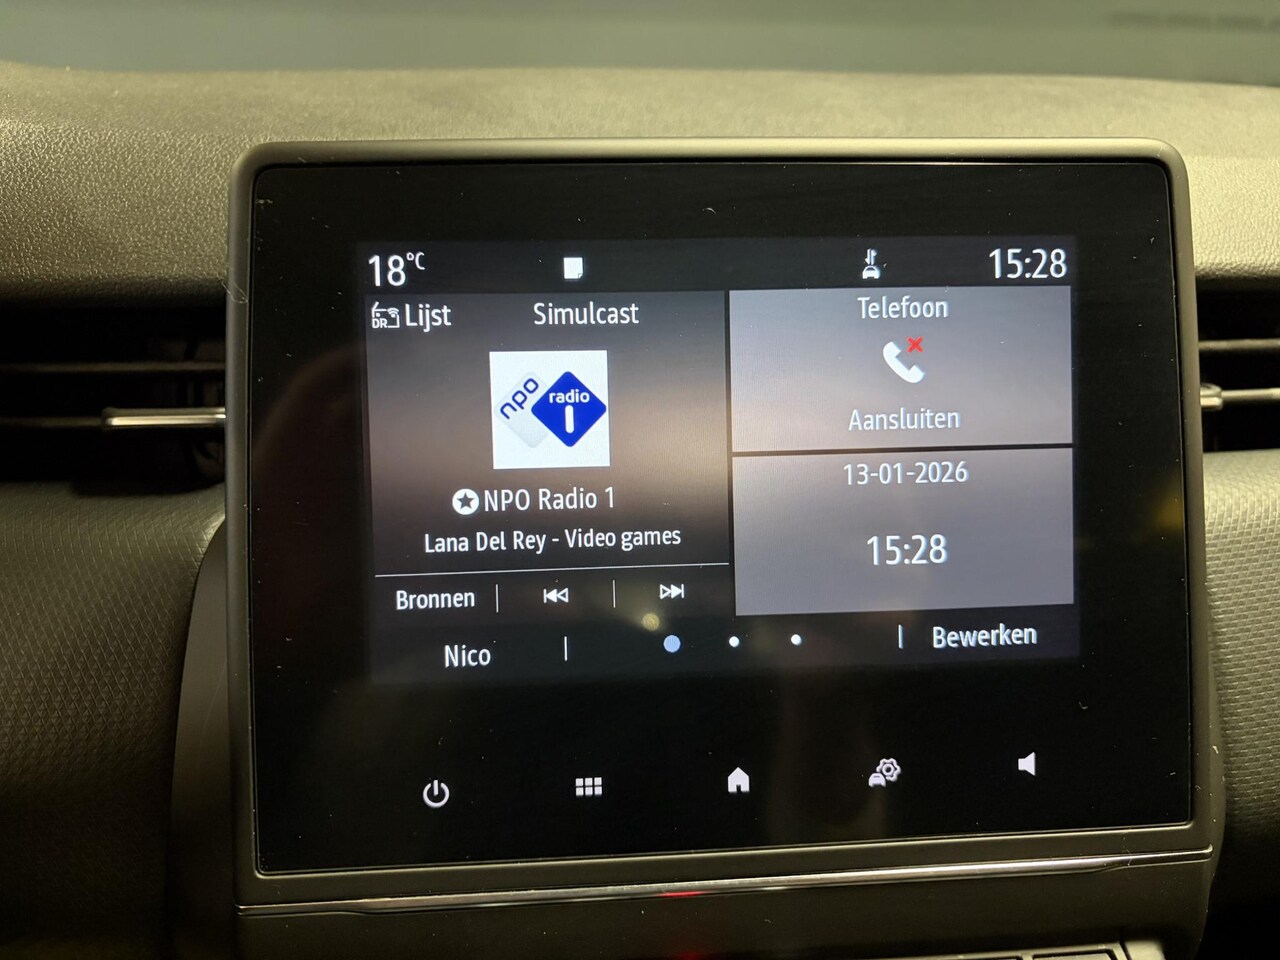 18°C
15:28
DR Lijst
Simulcast
npo radio 1
NPO Radio 1
Lana Del Rey - Video games
Bronnen
Nico
Telefoon
Aansluiten
13-01-2026
15:28
Bewerken